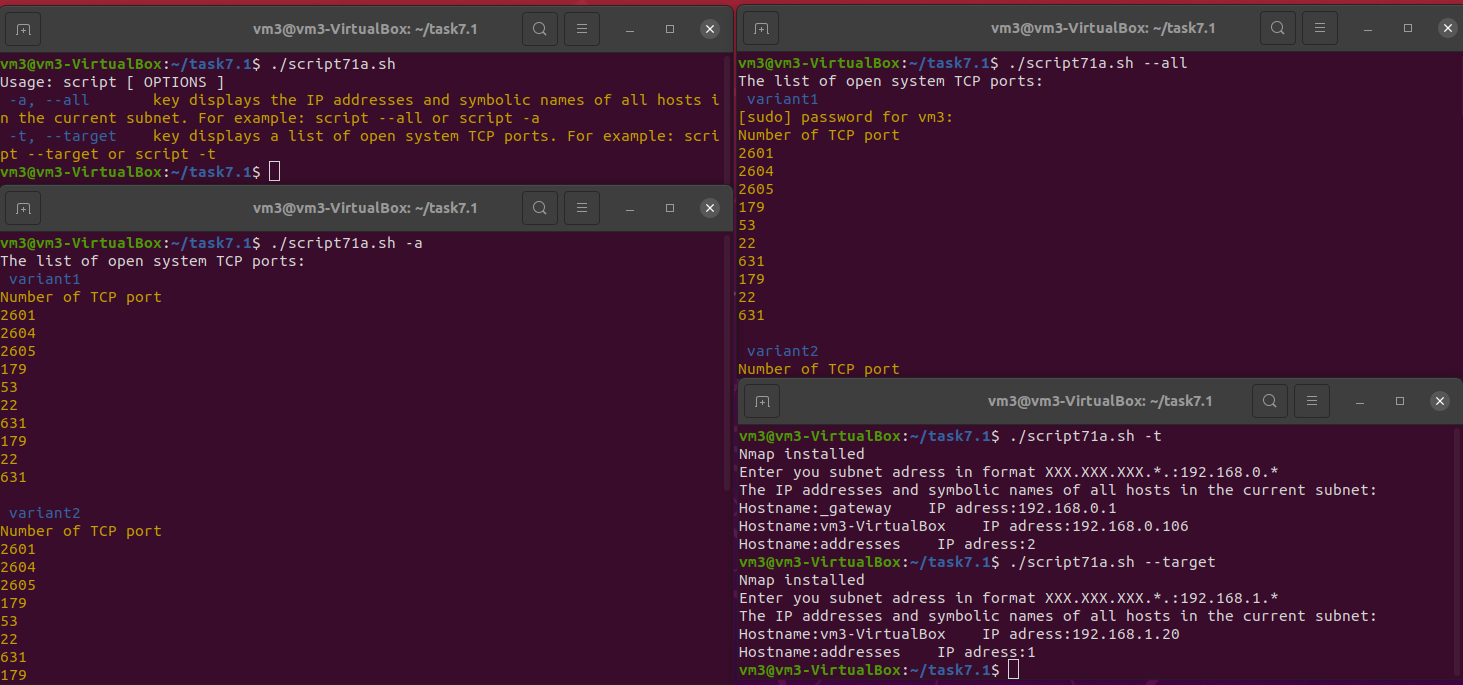 vm3@vm3-VirtualBox: ~/task7.1
vm3@vm3-VirtualBox:~/task7.1$ ./script71a.sh
Usage: script [ OPTIONS ]
-a, --all       key displays the IP addresses and symbolic names of all hosts i
n the current subnet. For example: script --all or script -a
-t, --target    key displays a list of open system TCP ports. For example: scri
pt --target or script -t
vm3@vm3-VirtualBox:~/task7.1$
vm3@vm3-VirtualBox: ~/task7.1
vm3@vm3-VirtualBox:~/task7.1$ ./script71a.sh -a
The list of open system TCP ports:
variant1
Number of TCP port
2601
2604
2605
179
53
22
631
179
22
631
variant2
Number of TCP port
2601
2604
2605
179
53
22
631
179
vm3@vm3-VirtualBox: ~/task7.1
vm3@vm3-VirtualBox:~/task7.1$ ./script71a.sh --all
The list of open system TCP ports:
variant1
[sudo] password for vm3:
Number of TCP port
2601
2604
2605
179
53
22
631
179
22
631
variant2
Number of TCP port
vm3@vm3-VirtualBox: ~/task7.1
vm3@vm3-VirtualBox:~/task7.1$ ./script71a.sh -t
Nmap installed
Enter you subnet adress in format XXX.XXX.XXX.*.:192.168.0.*
The IP addresses and symbolic names of all hosts in the current subnet:
Hostname:_gateway    IP adress:192.168.0.1
Hostname:vm3-VirtualBox    IP adress:192.168.0.106
Hostname:addresses    IP adress:2
vm3@vm3-VirtualBox:~/task7.1$ ./script71a.sh --target
Nmap installed
Enter you subnet adress in format XXX.XXX.XXX.*.:192.168.1.*
The IP addresses and symbolic names of all hosts in the current subnet:
Hostname:vm3-VirtualBox    IP adress:192.168.1.20
Hostname:addresses    IP adress:1
vm3@vm3-VirtualBox:~/task7.1$